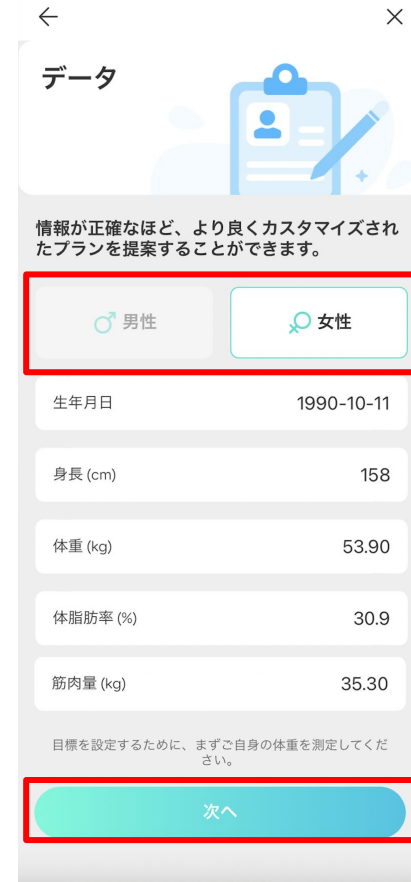 データ
情報が正確なほど、より良くカスタマイズされ
たプランを提案することができます。
男性 女性
生年月日 1990-10-11
身長 (cm) 158
体重 (kg) 53.90
体脂肪率 (%) 30.9
筋肉量 (kg) 35.30
目標を設定するために、まずご自身の体重を測定してくだ
さい。
次へ